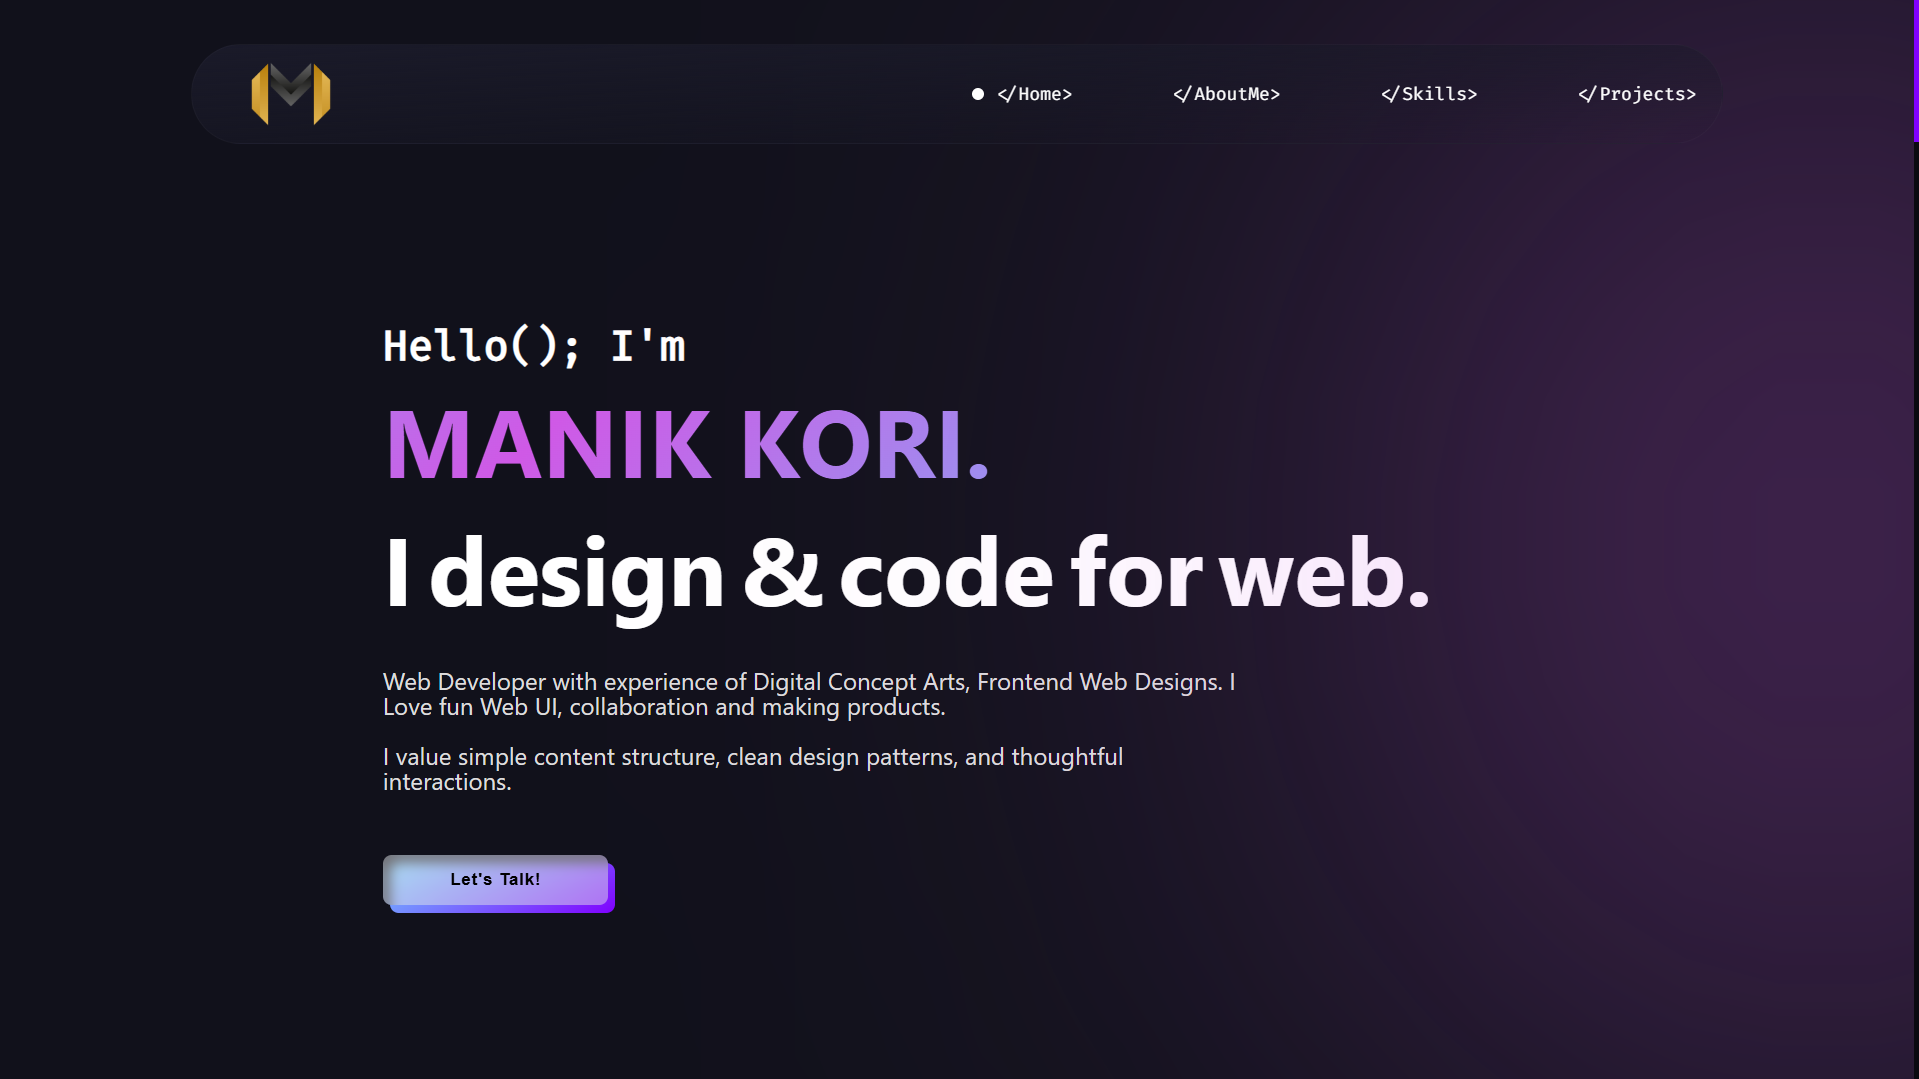 </Home> </AboutMe> </Skills> </Projects>
Hello(); I'm
MANIK KORI.
I design & code for web.
Web Developer with experience of Digital Concept Arts, Frontend Web Designs. I
Love fun Web UI, collaboration and making products.
I value simple content structure, clean design patterns, and thoughtful
interactions.
Let's Talk!